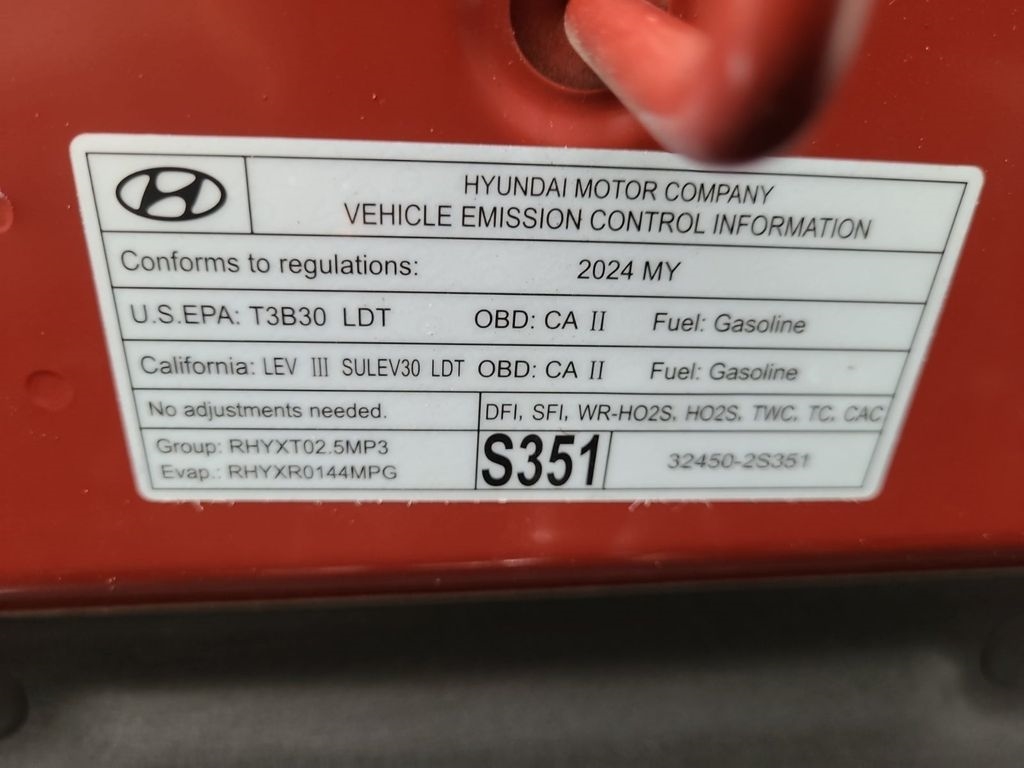 HYUNDAI MOTOR COMPANY
VEHICLE EMISSION CONTROL INFORMATION
Conforms to regulations: 2024 MY
U.S.EPA: T3B30 LDT OBD: CA II Fuel: Gasoline
California: LEV III SULEV30 LDT OBD: CA II Fuel: Gasoline
No adjustments needed. DFI, SFI, WR-HO2S, HO2S, TWC, TC, CAC
Group: RHYXT02.5MP3
Evap.: RHYXR0144MPG
S351
32450-2S351